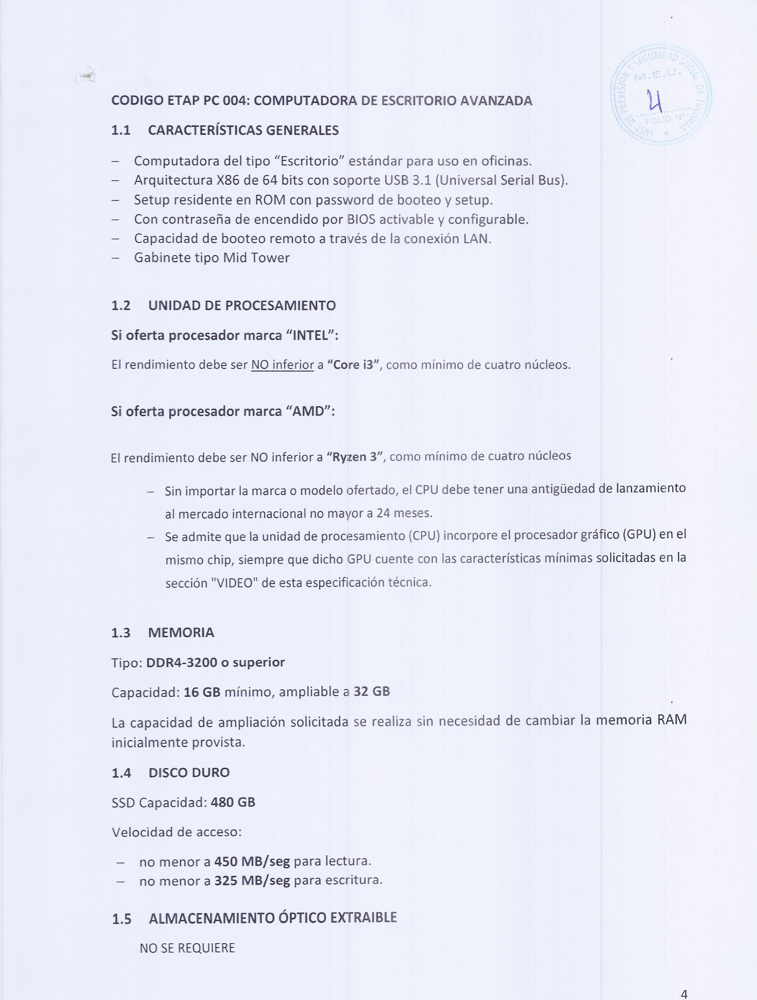 INST. DE PREVISIÓN Y SEGURIDAD SOCIAL DE TUCUMÁN
M.E.U.
4
FOLIO Nº
CODIGO ETAP PC 004: COMPUTADORA DE ESCRITORIO AVANZADA
1.1 CARACTERÍSTICAS GENERALES
– Computadora del tipo “Escritorio” estándar para uso en oficinas.
– Arquitectura X86 de 64 bits con soporte USB 3.1 (Universal Serial Bus).
– Setup residente en ROM con password de booteo y setup.
– Con contraseña de encendido por BIOS activable y configurable.
– Capacidad de booteo remoto a través de la conexión LAN.
– Gabinete tipo Mid Tower
1.2 UNIDAD DE PROCESAMIENTO
Si oferta procesador marca “INTEL”:
El rendimiento debe ser NO inferior a “Core i3”, como mínimo de cuatro núcleos.
Si oferta procesador marca “AMD”:
El rendimiento debe ser NO inferior a “Ryzen 3”, como mínimo de cuatro núcleos
– Sin importar la marca o modelo ofertado, el CPU debe tener una antigüedad de lanzamiento
al mercado internacional no mayor a 24 meses.
– Se admite que la unidad de procesamiento (CPU) incorpore el procesador gráfico (GPU) en el
mismo chip, siempre que dicho GPU cuente con las características mínimas solicitadas en la
sección "VIDEO" de esta especificación técnica.
1.3 MEMORIA
Tipo: DDR4-3200 o superior
Capacidad: 16 GB mínimo, ampliable a 32 GB
La capacidad de ampliación solicitada se realiza sin necesidad de cambiar la memoria RAM
inicialmente provista.
1.4 DISCO DURO
SSD Capacidad: 480 GB
Velocidad de acceso:
– no menor a 450 MB/seg para lectura.
– no menor a 325 MB/seg para escritura.
1.5 ALMACENAMIENTO ÓPTICO EXTRAIBLE
NO SE REQUIERE
4